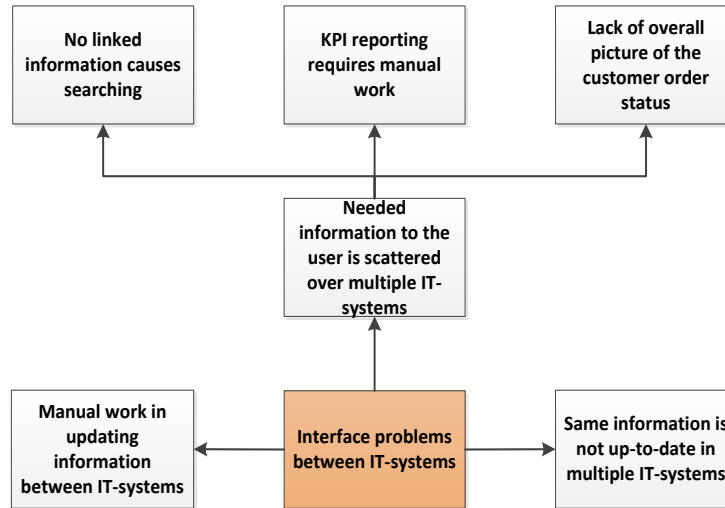 No linked
information causes
searching
KPI reporting
requires manual
work
Lack of overall
picture of the
customer order
status
Needed
information to the
user is scattered
over multiple IT-
systems
Manual work in
updating
information
between IT-systems
Interface problems
between IT-systems
Same information is
not up-to-date in
multiple IT-systems